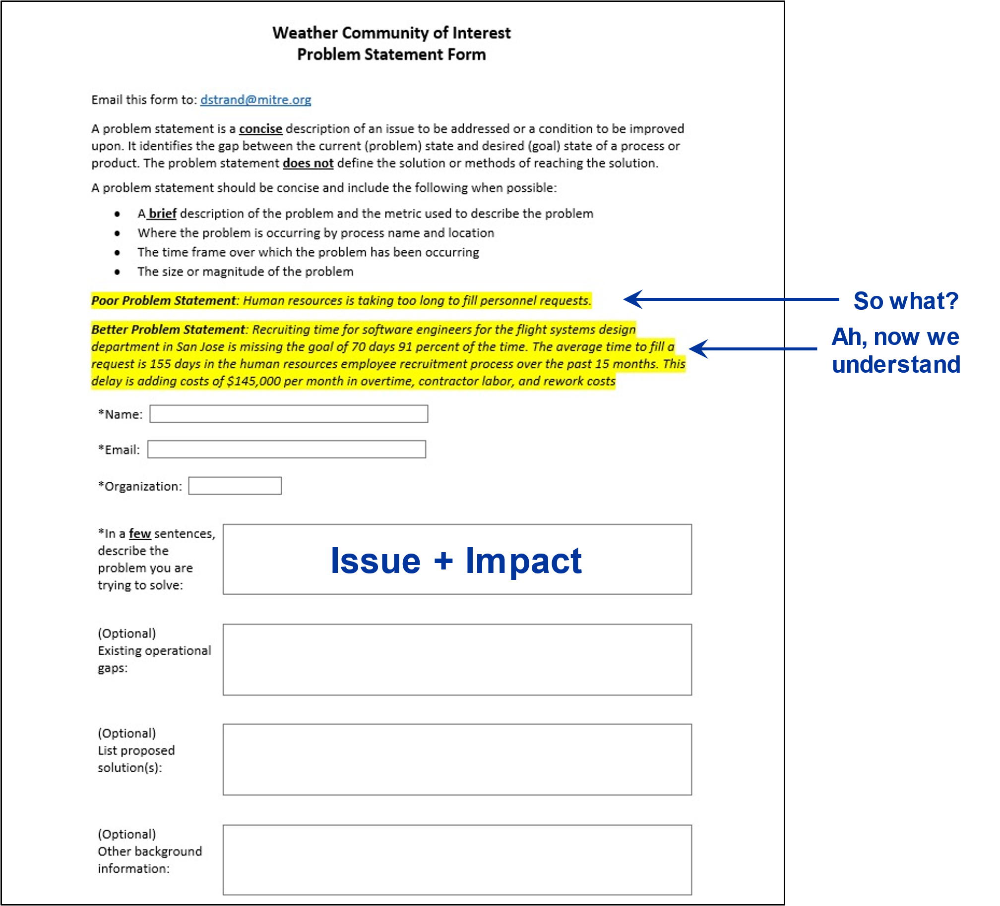 Weather Community of Interest
Problem Statement Form
Email this form to: dstrand@mitre.org
A problem statement is a concise description of an issue to be addressed or a condition to be improved
upon. It identifies the gap between the current (problem) state and desired (goal) state of a process or
product. The problem statement does not define the solution or methods of reaching the solution.
A problem statement should be concise and include the following when possible:
• A brief description of the problem and the metric used to describe the problem
• Where the problem is occurring by process name and location
• The time frame over which the problem has been occurring
• The size or magnitude of the problem
Poor Problem Statement: Human resources is taking too long to fill personnel requests.
So what?
Better Problem Statement: Recruiting time for software engineers for the flight systems design
department in San Jose is missing the goal of 70 days 91 percent of the time. The average time to fill a
request is 155 days in the human resources employee recruitment process over the past 15 months. This
delay is adding costs of $145,000 per month in overtime, contractor labor, and rework costs
Ah, now we
understand
*Name:
*Email:
*Organization:
*In a few sentences,
describe the
problem you are
trying to solve:
Issue + Impact
(Optional)
Existing operational
gaps:
(Optional)
List proposed
solution(s):
(Optional)
Other background
information: